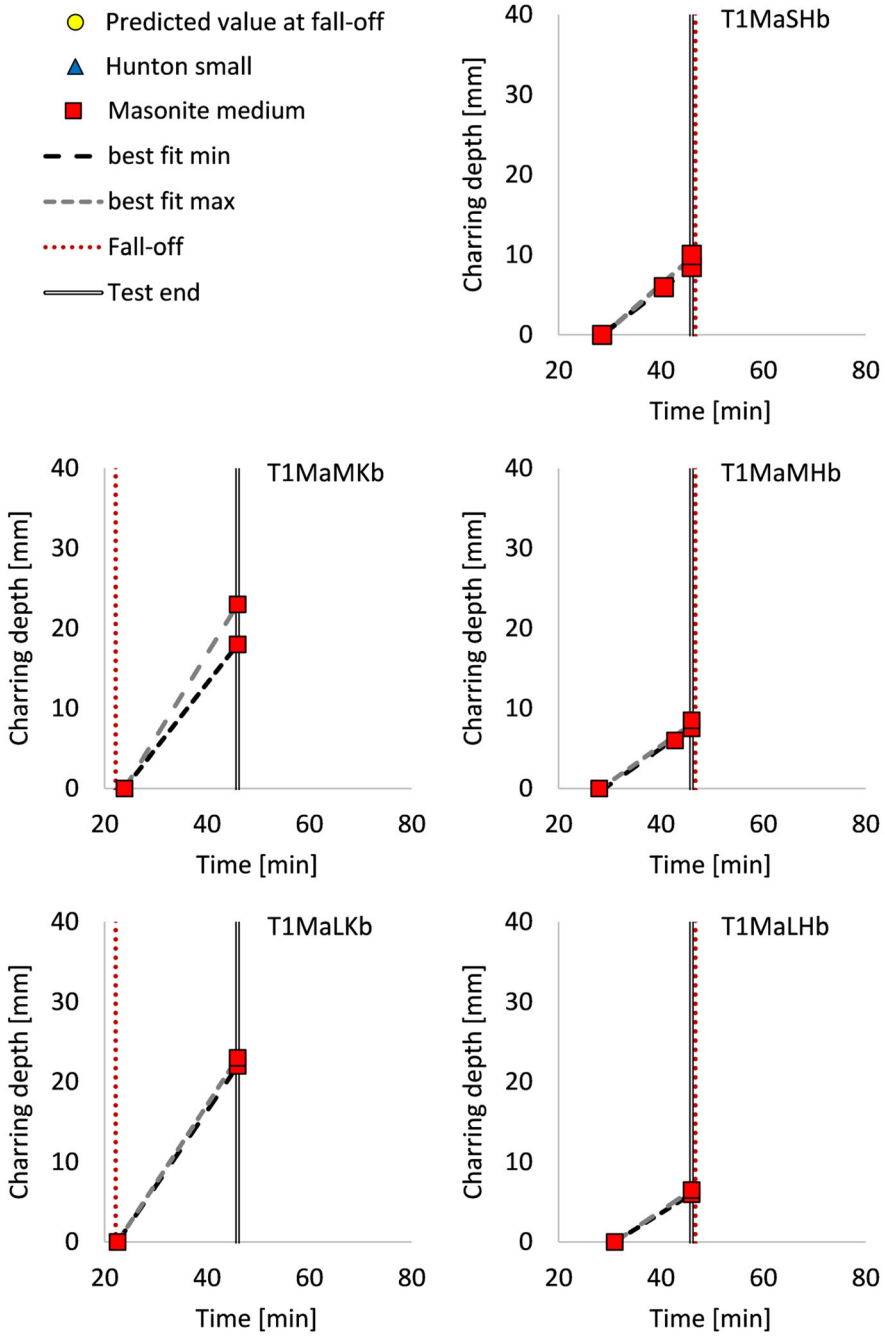 Predicted value at fall-off
Hunton small
Masonite medium
best fit min
best fit max
Fall-off
Test end
T1MaSHb
Charring depth [mm]
40
30
20
10
0
20 40 60 80
Time [min]
T1MaMKb
Charring depth [mm]
40
30
20
10
0
20 40 60 80
Time [min]
T1MaMHb
Charring depth [mm]
40
30
20
10
0
20 40 60 80
Time [min]
T1MaLKb
Charring depth [mm]
40
30
20
10
0
20 40 60 80
Time [min]
T1MaLHb
Charring depth [mm]
40
30
20
10
0
20 40 60 80
Time [min]